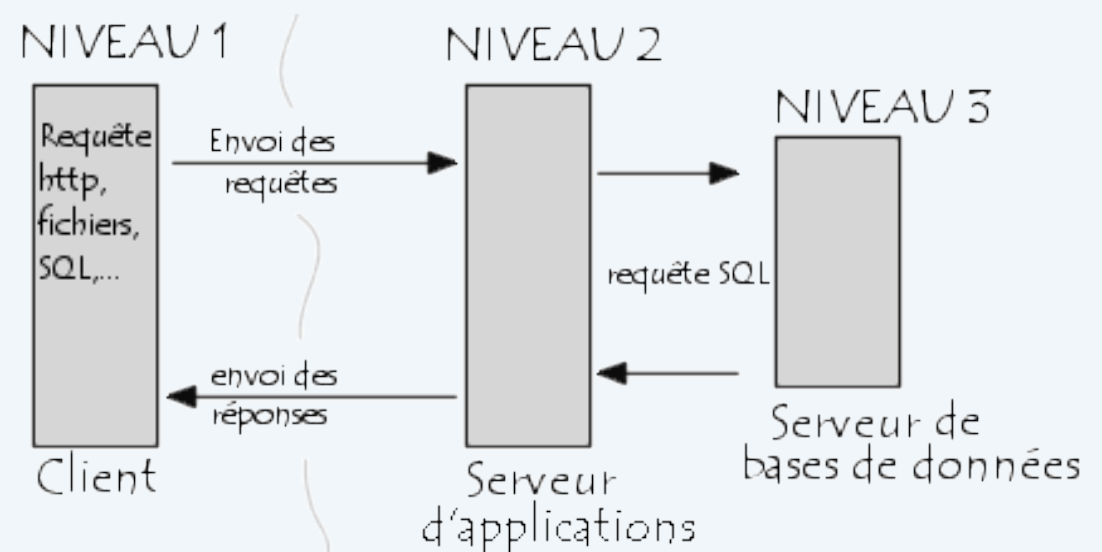 NIVEAU 1
NIVEAU 2
NIVEAU 3
Requête
http,
fichiers,
SQL,...
Envoi des
requêtes
requête SQL
envoi des
réponses
Client
Serveur
d'applications
Serveur de
bases de données